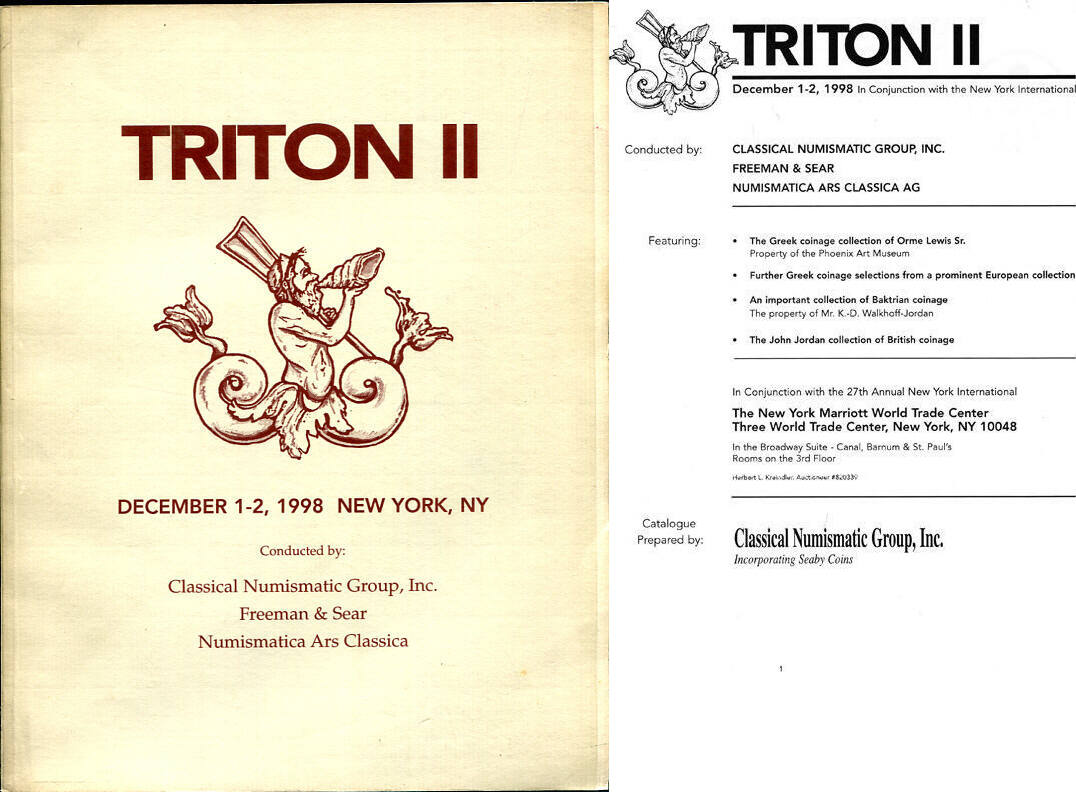 TRITON II
DECEMBER 1-2, 1998 NEW YORK, NY
Conducted by:
Classical Numismatic Group, Inc.
Freeman & Sear
Numismatica Ars Classica
TRITON II
December 1-2, 1998 In Conjunction with the New York International
Conducted by:
CLASSICAL NUMISMATIC GROUP, INC.
FREEMAN & SEAR
NUMISMATICA ARS CLASSICA AG
Featuring:
• The Greek coinage collection of Orme Lewis Sr.
Property of the Phoenix Art Museum
• Further Greek coinage selections from a prominent European collection
• An important collection of Baktrian coinage
The property of Mr. K.-D. Walkhoff-Jordan
• The John Jordan collection of British coinage
In Conjunction with the 27th Annual New York International
The New York Marriott World Trade Center
Three World Trade Center, New York, NY 10048
In the Broadway Suite - Canal, Barnum & St. Paul's
Rooms on the 3rd Floor
Herbert L. Kreindler, Auctioneer #820339
Catalogue
Prepared by:
Classical Numismatic Group, Inc.
Incorporating Seaby Coins
1